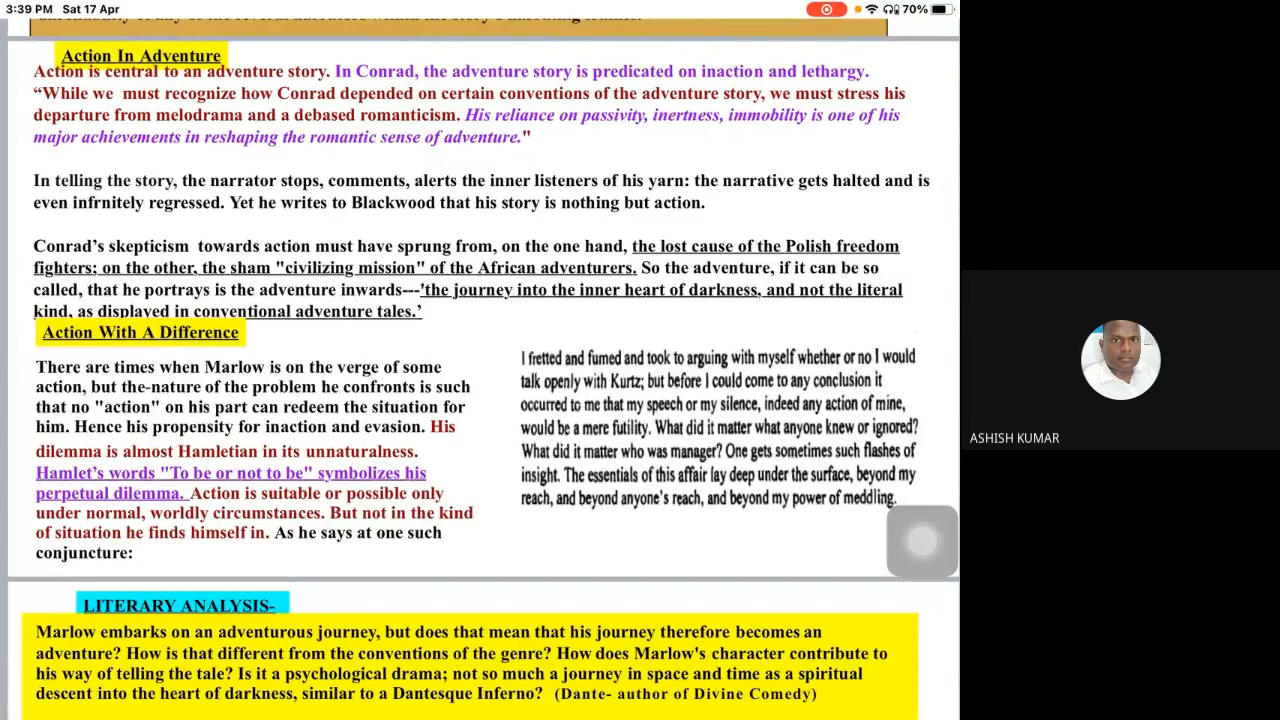 3:39 PM Sat 17 Apr
70%
Action In Adventure
Action is central to an adventure story. In Conrad, the adventure story is predicated on inaction and lethargy.
“While we must recognize how Conrad depended on certain conventions of the adventure story, we must stress his
departure from melodrama and a debased romanticism. His reliance on passivity, inertness, immobility is one of his
major achievements in reshaping the romantic sense of adventure."
In telling the story, the narrator stops, comments, alerts the inner listeners of his yarn: the narrative gets halted and is
even infrnitely regressed. Yet he writes to Blackwood that his story is nothing but action.
Conrad’s skepticism towards action must have sprung from, on the one hand, the lost cause of the Polish freedom
fighters; on the other, the sham "civilizing mission" of the African adventurers. So the adventure, if it can be so
called, that he portrays is the adventure inwards---'the journey into the inner heart of darkness, and not the literal
kind, as displayed in conventional adventure tales.’
Action With A Difference
There are times when Marlow is on the verge of some
action, but the-nature of the problem he confronts is such
that no "action" on his part can redeem the situation for
him. Hence his propensity for inaction and evasion. His
dilemma is almost Hamletian in its unnaturalness.
Hamlet’s words "To be or not to be" symbolizes his
perpetual dilemma. Action is suitable or possible only
under normal, worldly circumstances. But not in the kind
of situation he finds himself in. As he says at one such
conjuncture:
I fretted and fumed and took to arguing with myself whether or no I would
talk openly with Kurtz; but before I could come to any conclusion it
occurred to me that my speech or my silence, indeed any action of mine,
would be a mere futility. What did it matter what anyone knew or ignored?
What did it matter who was manager? One gets sometimes such flashes of
insight. The essentials of this affair lay deep under the surface, beyond my
reach, and beyond anyone's reach, and beyond my power of meddling.
ASHISH KUMAR
LITERARY ANALYSIS-
Marlow embarks on an adventurous journey, but does that mean that his journey therefore becomes an
adventure? How is that different from the conventions of the genre? How does Marlow's character contribute to
his way of telling the tale? Is it a psychological drama; not so much a journey in space and time as a spiritual
descent into the heart of darkness, similar to a Dantesque Inferno? (Dante- author of Divine Comedy)